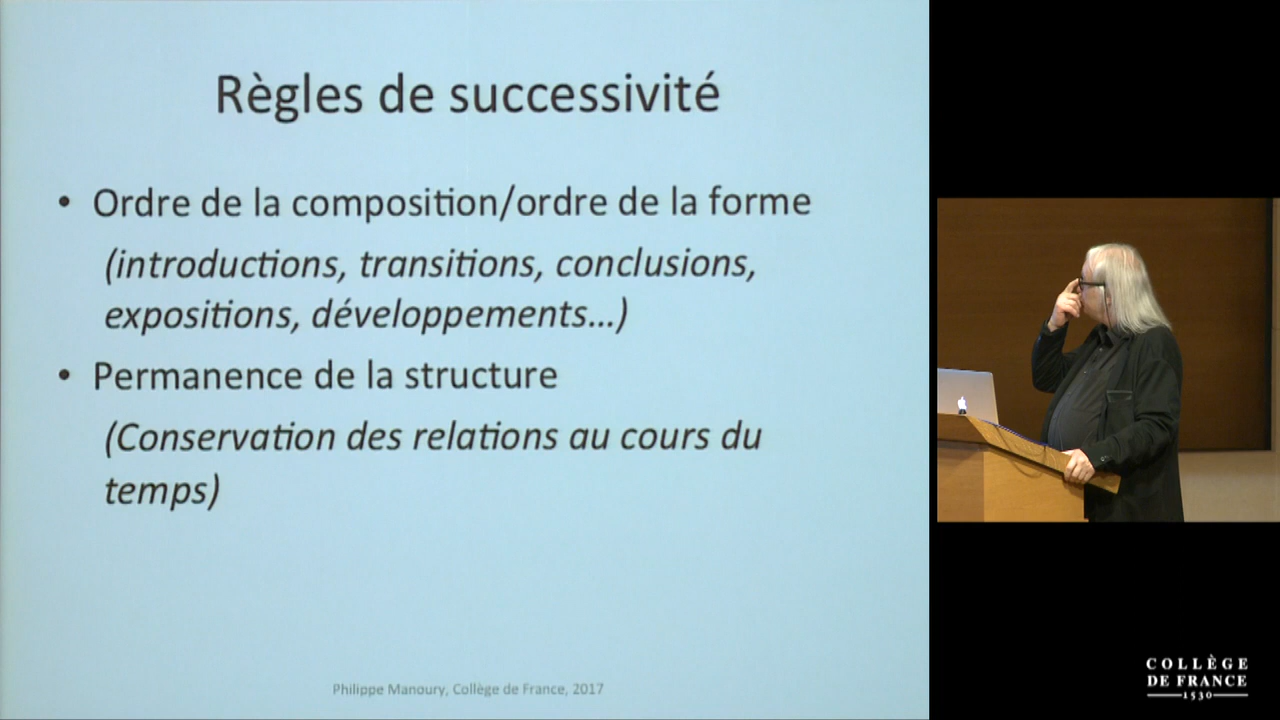 Règles de successivité
• Ordre de la composition/ordre de la forme
(introductions, transitions, conclusions,
expositions, développements...)
• Permanence de la structure
(Conservation des relations au cours du
temps)
Philippe Manoury, Collège de France, 2017
COLLÈGE
DE FRANCE
1530